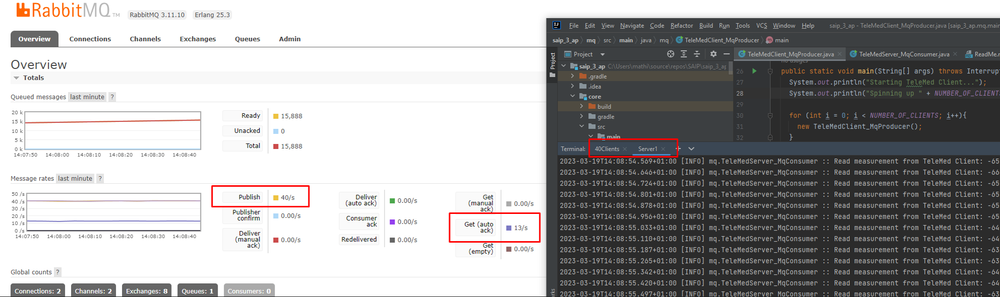 RabbitMQ TM
RabbitMQ 3.11.10
Erlang 25.3
Overview
Connections
Channels
Exchanges
Queues
Admin
Overview
Totals
Queued messages last minute ?
20 k
15 k
10 k
5 k
0 k
14:07:50 14:08:00 14:08:10 14:08:20 14:08:30 14:08:40
Ready 15,888
Unacked 0
Total 15,888
Message rates last minute ?
50 /s
40 /s
30 /s
20 /s
10 /s
0 /s
14:07:50 14:08:00 14:08:10 14:08:20 14:08:30 14:08:40
Publish 40/s
Publisher confirm 0.00/s
Deliver (manual ack) 0.00/s
Deliver (auto ack) 0.00/s
Consumer ack 0.00/s
Redelivered 0.00/s
Get (manual ack) 0.00/s
Get (auto ack) 13/s
Get (empty) 0.00/s
Global counts ?
Connections: 2
Channels: 2
Exchanges: 8
Queues: 1
Consumers: 0
IJ File Edit View Navigate Code Refactor Build Run Tools VCS Window Help saip_3_ap - TeleMedClient_MqProducer.java [saip_3_ap.mq.main
saip_3_ap mq src main java mq TeleMedClient_MqProducer main
Project
Project
TeleMedClient_MqProducer.java
TeleMedServer_MqConsumer.java
ReadMe.
saip_3_ap C:\Users\mathi\source\repos\SAIP\saip_3_ap
.gradle
.idea
core
build
gradle
src
main
no usages
26 public static void main(String[] args) throws Interrup
27 System.out.println("Starting TeleMed Client...");
28 System.out.println("Spinning up " + NUMBER_OF_CLIENT
29
30 for (int i = 0; i < NUMBER_OF_CLIENTS; i++){
31 new TeleMedClient_MqProducer();
32 }
Terminal: 40Clients Server1
2023-03-19T14:08:54.569+01:00 [INFO] mq.TeleMedServer_MqConsumer :: Read measurement from TeleMed Client: -65
2023-03-19T14:08:54.646+01:00 [INFO] mq.TeleMedServer_MqConsumer :: Read measurement from TeleMed Client: -66
2023-03-19T14:08:54.724+01:00 [INFO] mq.TeleMedServer_MqConsumer :: Read measurement from TeleMed Client: -65
2023-03-19T14:08:54.801+01:00 [INFO] mq.TeleMedServer_MqConsumer :: Read measurement from TeleMed Client: -65
2023-03-19T14:08:54.878+01:00 [INFO] mq.TeleMedServer_MqConsumer :: Read measurement from TeleMed Client: -65
2023-03-19T14:08:54.956+01:00 [INFO] mq.TeleMedServer_MqConsumer :: Read measurement from TeleMed Client: -65
2023-03-19T14:08:55.033+01:00 [INFO] mq.TeleMedServer_MqConsumer :: Read measurement from TeleMed Client: -64
2023-03-19T14:08:55.110+01:00 [INFO] mq.TeleMedServer_MqConsumer :: Read measurement from TeleMed Client: -64
2023-03-19T14:08:55.187+01:00 [INFO] mq.TeleMedServer_MqConsumer :: Read measurement from TeleMed Client: -63
2023-03-19T14:08:55.265+01:00 [INFO] mq.TeleMedServer_MqConsumer :: Read measurement from TeleMed Client: -63
2023-03-19T14:08:55.342+01:00 [INFO] mq.TeleMedServer_MqConsumer :: Read measurement from TeleMed Client: -64
2023-03-19T14:08:55.420+01:00 [INFO] mq.TeleMedServer_MqConsumer :: Read measurement from TeleMed Client: -64
2023-03-19T14:08:55.497+01:00 [INFO] mq.TeleMedServer_MqConsumer :: Read measurement from TeleMed Client: -63